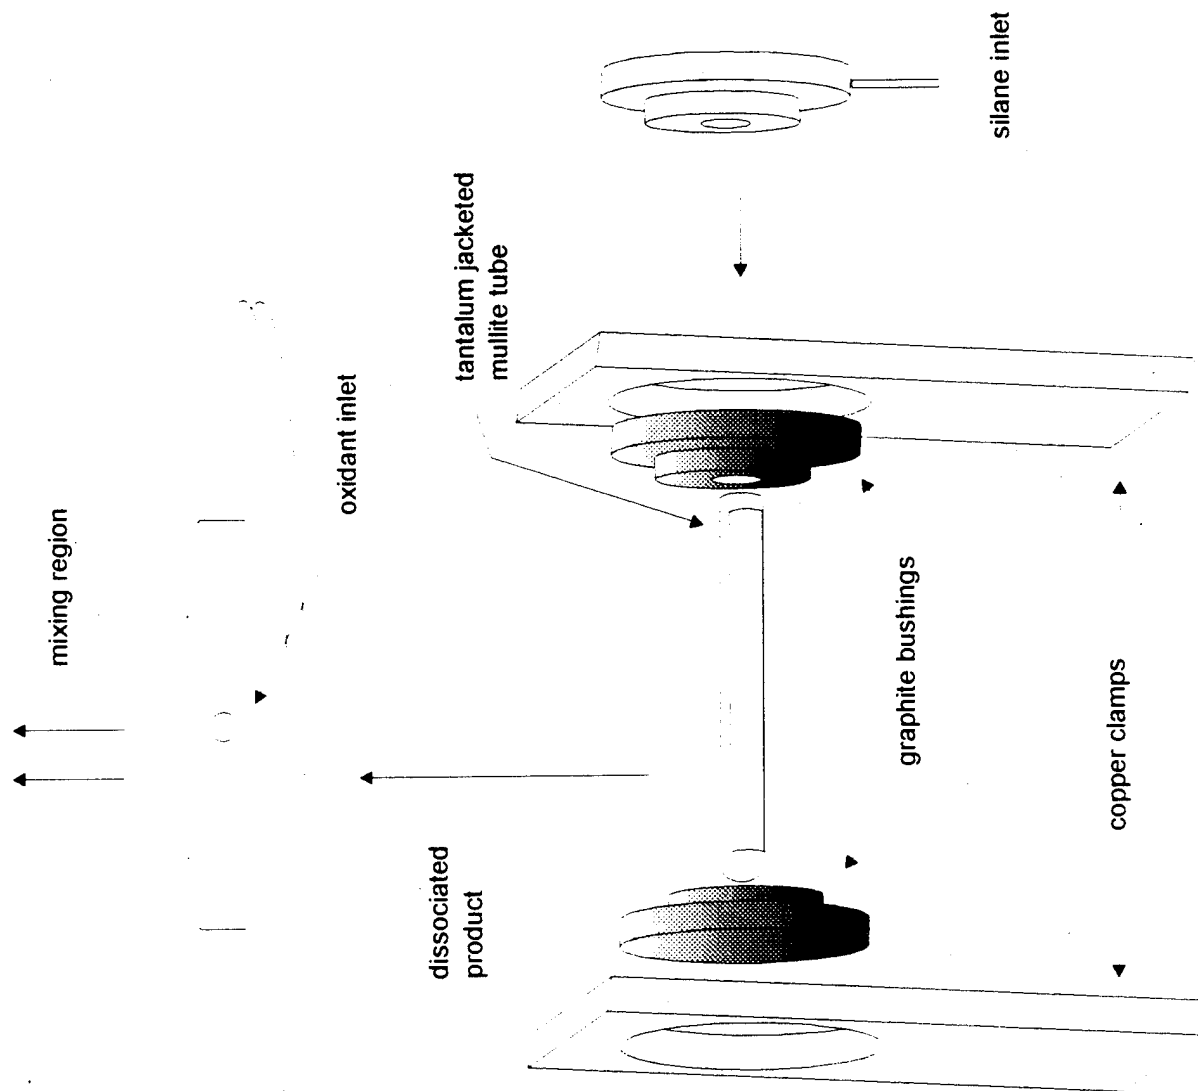 mixing region
oxidant inlet
tantalum jacketed
mullite tube
silane inlet
dissociated
product
graphite bushings
copper clamps